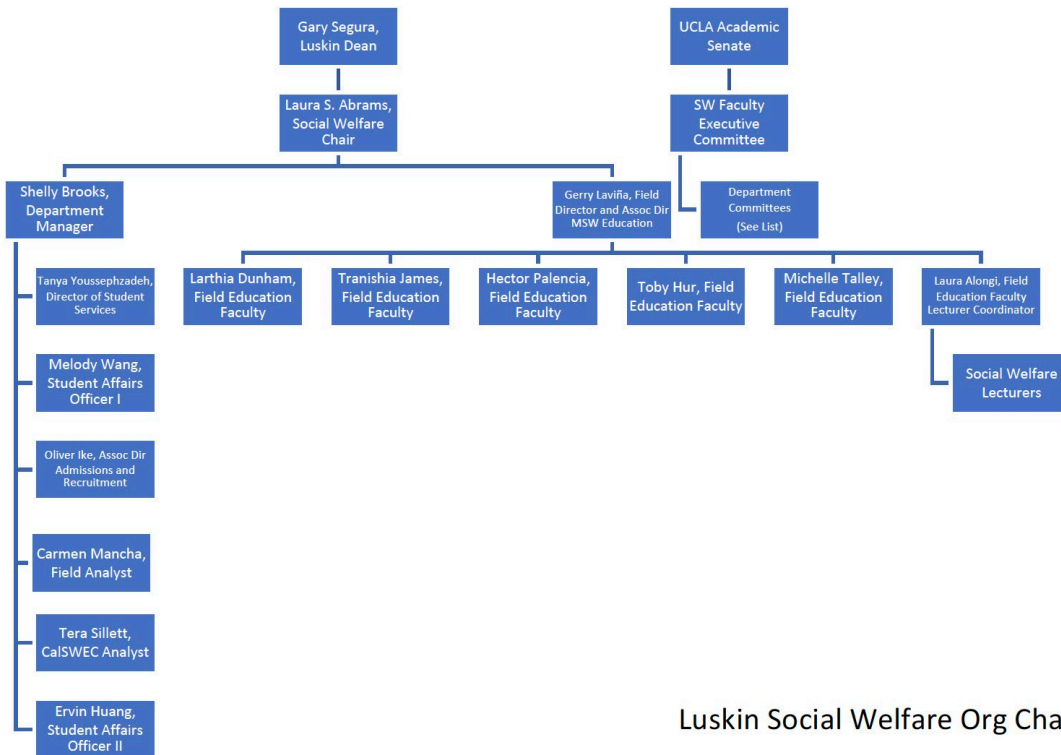 Gary Segura,
Luskin Dean
UCLA Academic
Senate
Laura S. Abrams,
Social Welfare
Chair
SW Faculty
Executive
Committee
Shelly Brooks,
Department
Manager
Gerry Laviña, Field
Director and Assoc Dir
MSW Education
Department
Committees
(See List)
Tanya Youssephzadeh,
Director of Student
Services
Larthia Dunham,
Field Education
Faculty
Tranishia James,
Field Education
Faculty
Hector Palencia,
Field Education
Faculty
Toby Hur, Field
Education Faculty
Michelle Talley,
Field Education
Faculty
Laura Alongi, Field
Education Faculty
Lecturer Coordinator
Melody Wang,
Student Affairs
Officer I
Social Welfare
Lecturers
Oliver Ike, Assoc Dir
Admissions and
Recruitment
Carmen Mancha,
Field Analyst
Tera Sillett,
CalSWEC Analyst
Ervin Huang,
Student Affairs
Officer II
Luskin Social Welfare Org Cha